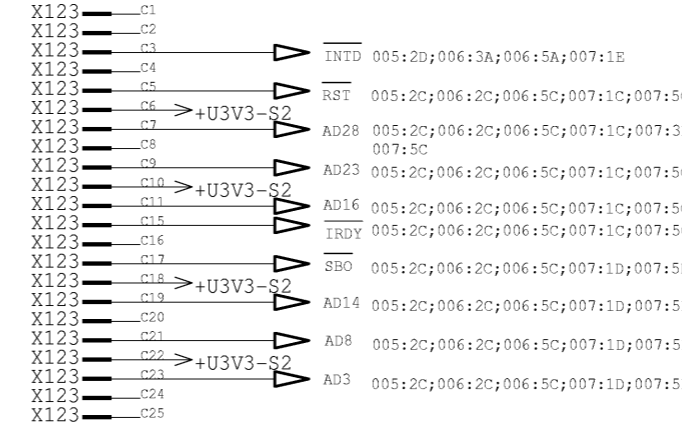 X123 C1
X123 C2
X123 C3 INTD 005:2D;006:3A;006:5A;007:1E
X123 C4
X123 C5 RST 005:2C;006:2C;006:5C;007:1C;007:5
X123 C6 +U3V3-S2
X123 C7 AD28 005:2C;006:2C;006:5C;007:1C;007:3
007:5C
X123 C8
X123 C9 AD23 005:2C;006:2C;006:5C;007:1C;007:5
X123 C10 +U3V3-S2
X123 C11 AD16 005:2C;006:2C;006:5C;007:1C;007:5
X123 C15 IRDY 005:2C;006:2C;006:5C;007:1C;007:5
X123 C16
X123 C17 SBO 005:2C;006:2C;006:5C;007:1D;007:5
X123 C18 +U3V3-S2
X123 C19 AD14 005:2C;006:2C;006:5C;007:1D;007:5
X123 C20
X123 C21 AD8 005:2C;006:2C;006:5C;007:1D;007:5
X123 C22 +U3V3-S2
X123 C23 AD3 005:2C;006:2C;006:5C;007:1D;007:5
X123 C24
X123 C25